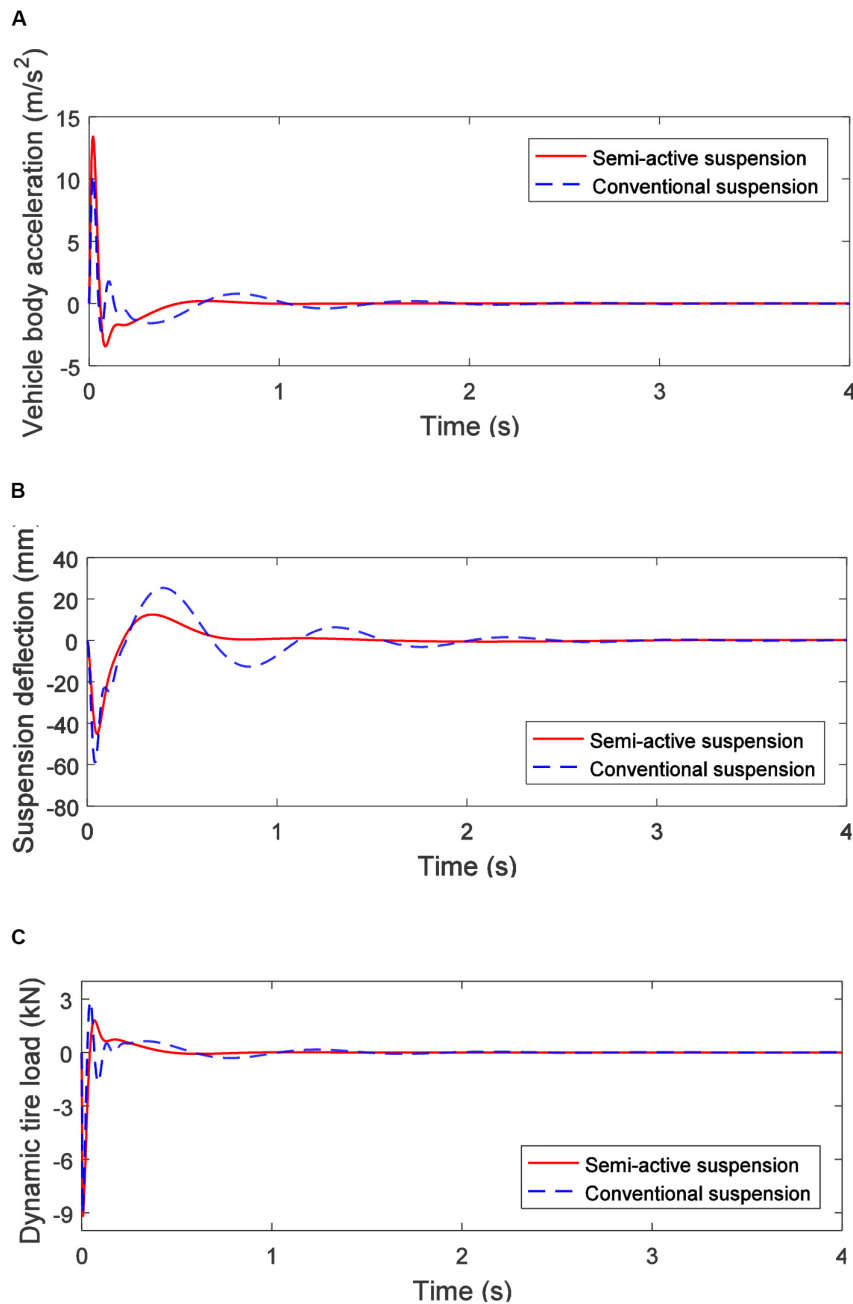 A
Vehicle body acceleration (m/s²)
15
10
5
0
-5
Semi-active suspension
Conventional suspension
0 1 2 3 4
Time (s)
B
Suspension deflection (mm
40
20
0
-20
-40
-60
-80
Semi-active suspension
Conventional suspension
0 1 2 3 4
Time (s)
C
Dynamic tire load (kN)
3
0
-3
-6
-9
Semi-active suspension
Conventional suspension
0 1 2 3 4
Time (s)